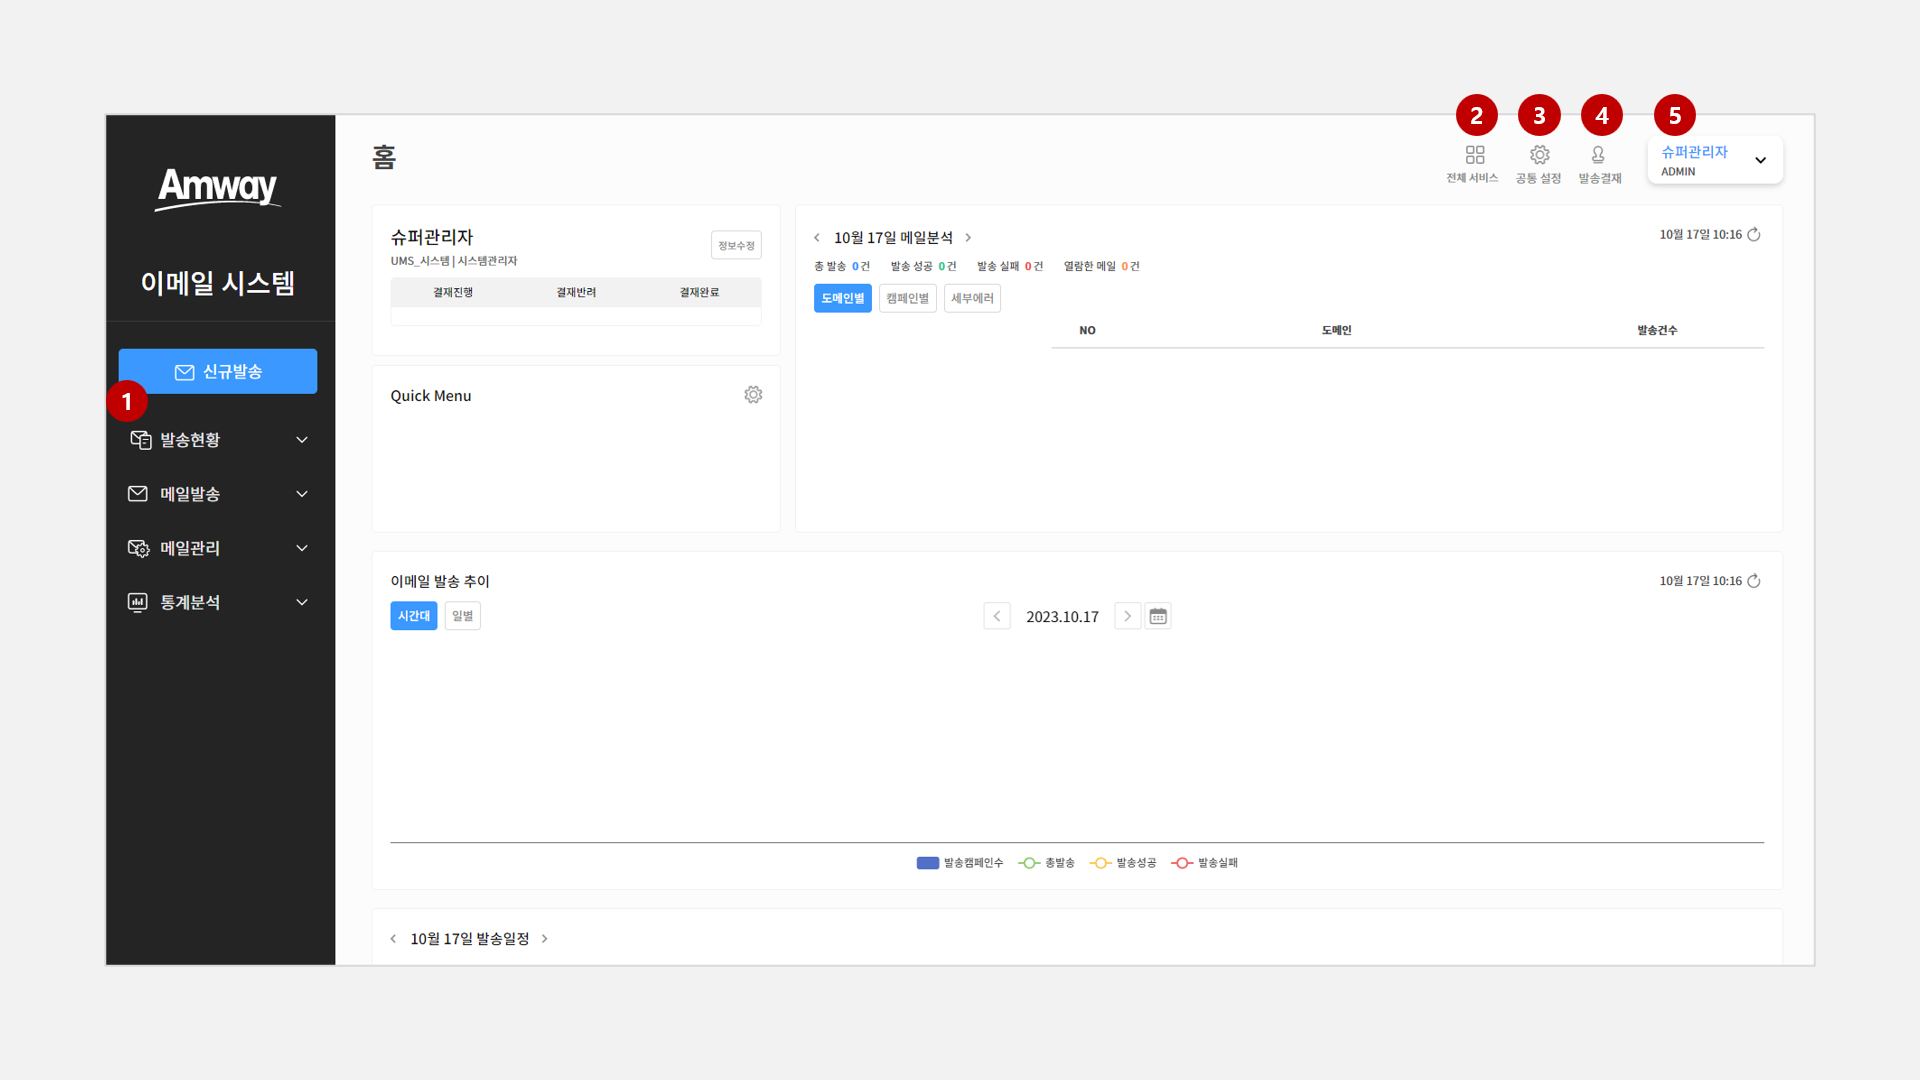 Amway
이메일 시스템
신규발송
1
발송현황
메일발송
메일관리
통계분석
홈
2
3
4
5
전체 서비스
공통 설정
발송결재
슈퍼관리자
ADMIN
슈퍼관리자
UMS_시스템 | 시스템관리자
정보수정
결재진행 결재반려 결재완료
Quick Menu
10월 17일 메일분석
10월 17일 10:16
총 발송 0건 발송 성공 0건 발송 실패 0건 열람한 메일 0건
도메인별 캠페인별 세부에러
NO 도메인 발송건수
이메일 발송 추이
10월 17일 10:16
시간대 일별
2023.10.17
발송캠페인수 총발송 발송성공 발송실패
10월 17일 발송일정